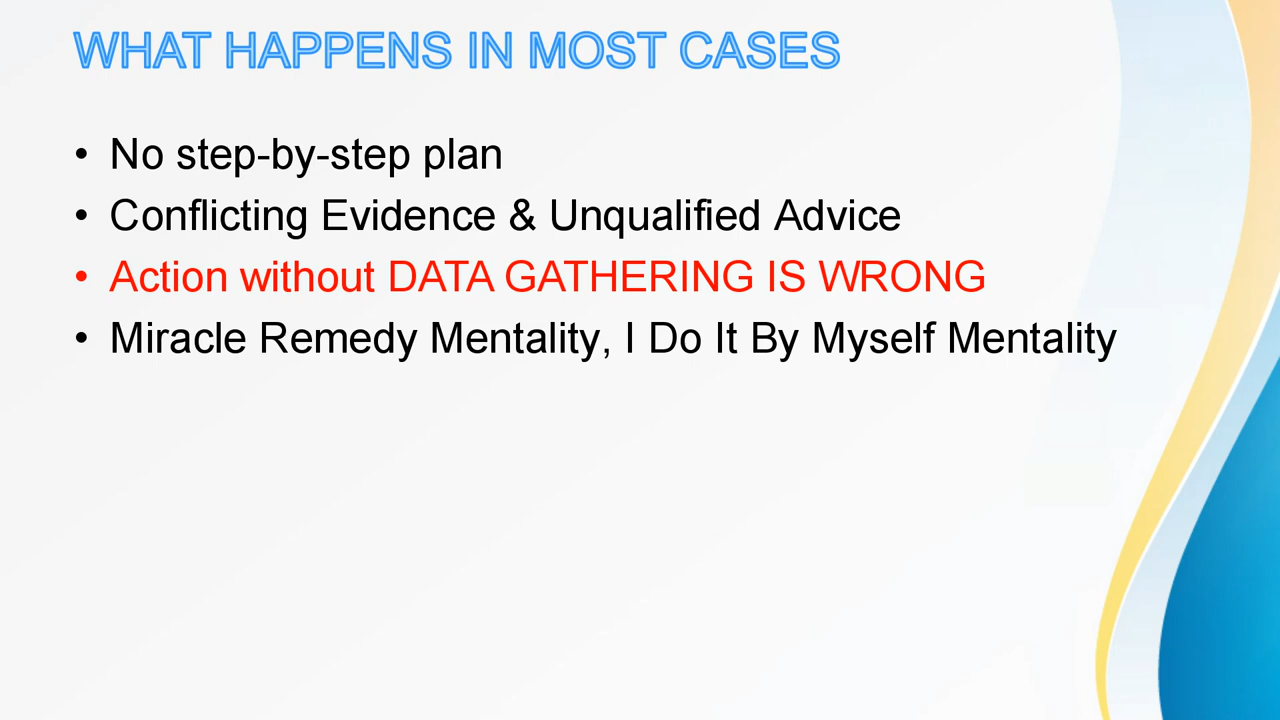 WHAT HAPPENS IN MOST CASES
• No step-by-step plan
• Conflicting Evidence & Unqualified Advice
• Action without DATA GATHERING IS WRONG
• Miracle Remedy Mentality, I Do It By Myself Mentality